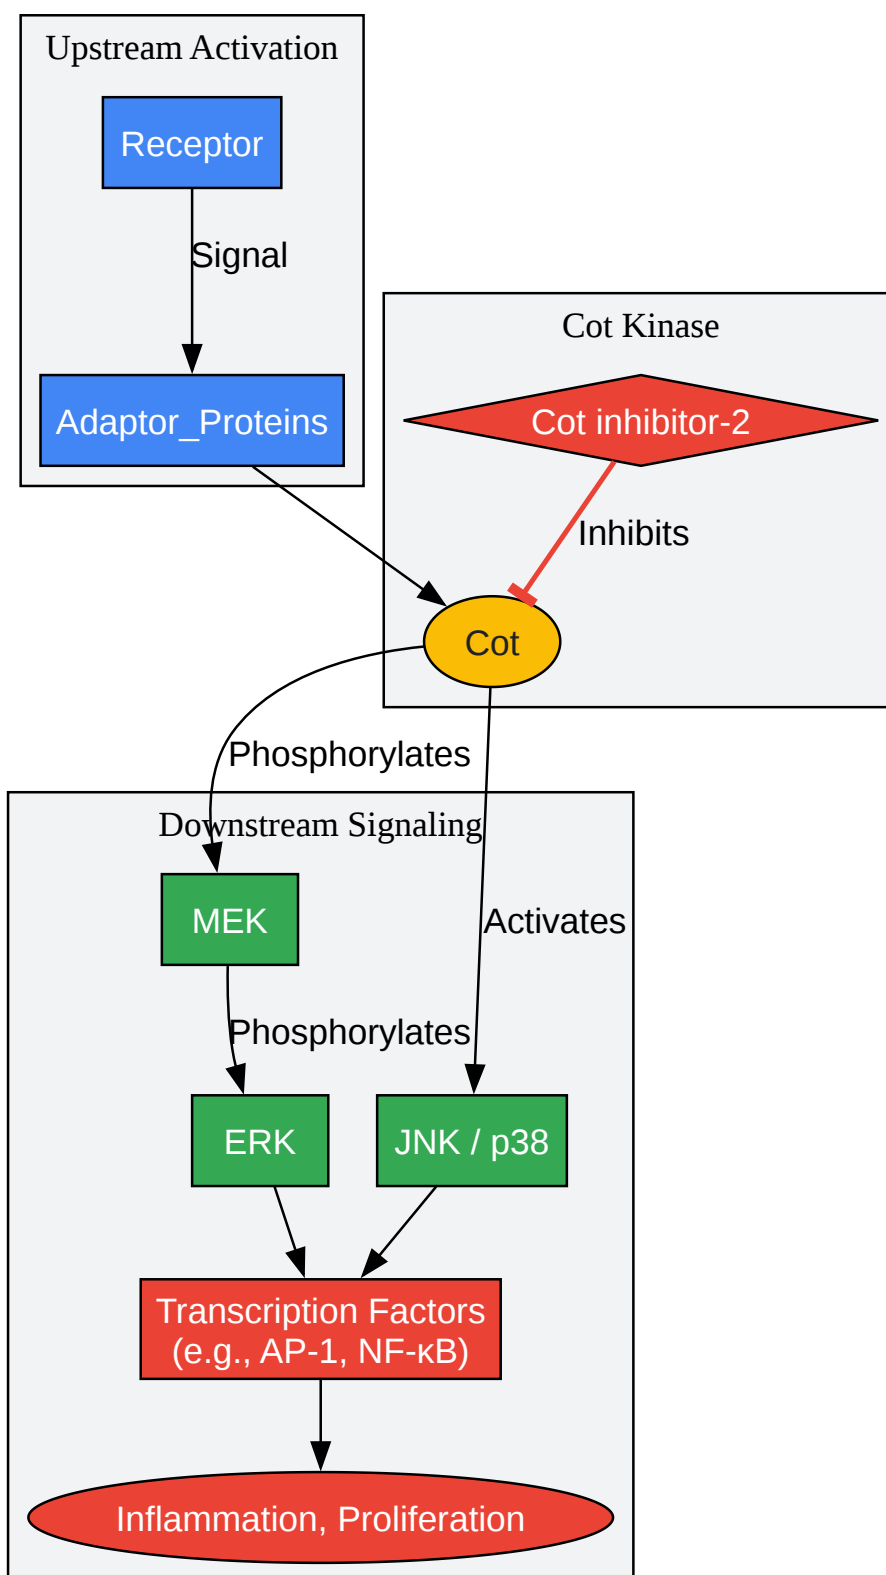 Upstream Activation
Receptor
Signal
Adaptor_Proteins
Cot Kinase
Cot inhibitor-2
Inhibits
Cot
Phosphorylates
Downstream Signaling
MEK
Activates
Phosphorylates
ERK
JNK / p38
Transcription Factors
(e.g., AP-1, NF-κB)
Inflammation, Proliferation